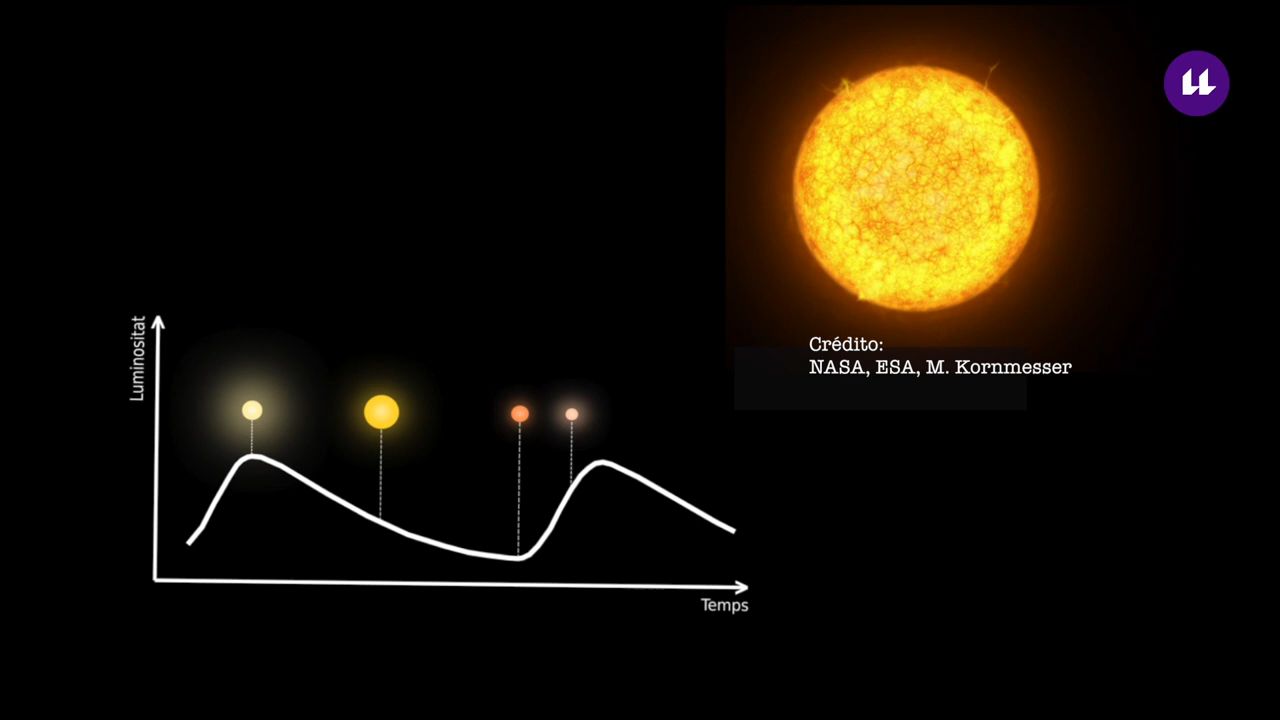 Crédito:
NASA, ESA, M. Kornmesser
Luminositat
Temps